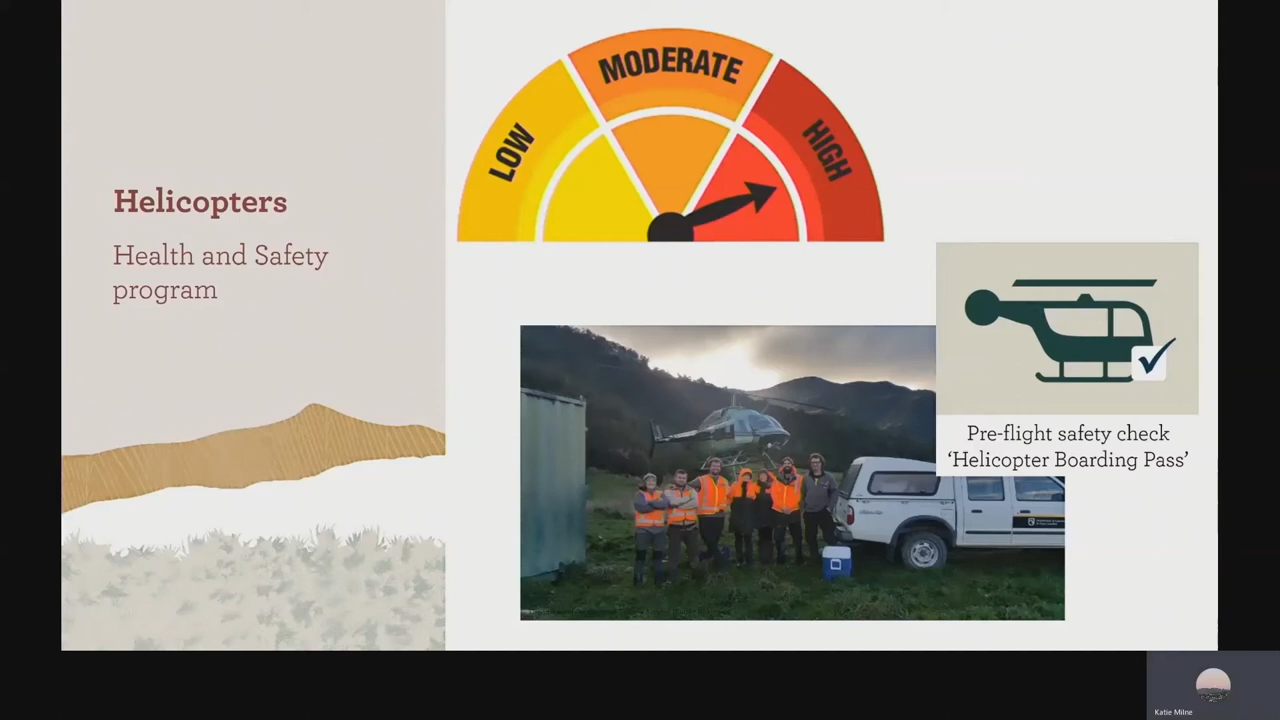 Helicopters
Health and Safety
program
LOW
MODERATE
HIGH
Pre-flight safety check
‘Helicopter Boarding Pass’
Katie Milne